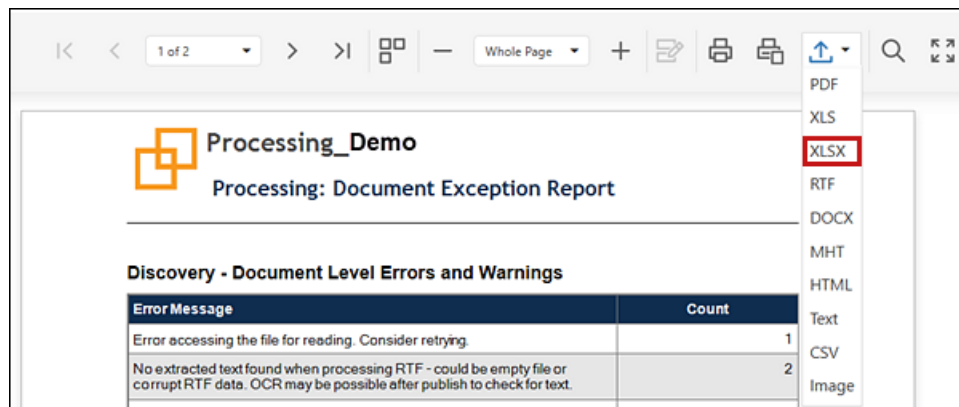 1 of 2
Whole Page
PDF
XLS
XLSX
RTF
DOCX
MHT
HTML
Text
CSV
Image
Processing_Demo
Processing: Document Exception Report
Discovery - Document Level Errors and Warnings
Error Message Count
Error accessing the file for reading. Consider retrying. 1
No extracted text found when processing RTF - could be empty file or 2
corrupt RTF data. OCR may be possible after publish to check for text.